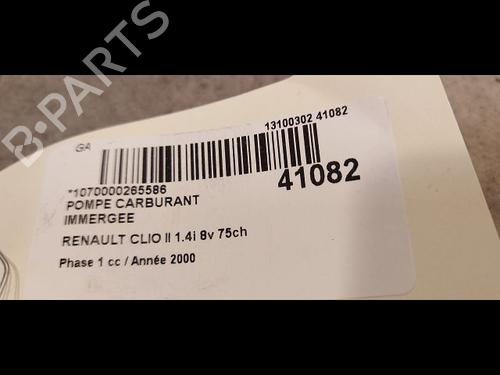 B-PARTS
GA
13100302 41082
41082
*1070000265586
POMPE CARBURANT
IMMERGEE
RENAULT CLIO II 1.4i 8v 75ch
Phase 1 cc / Année 2000